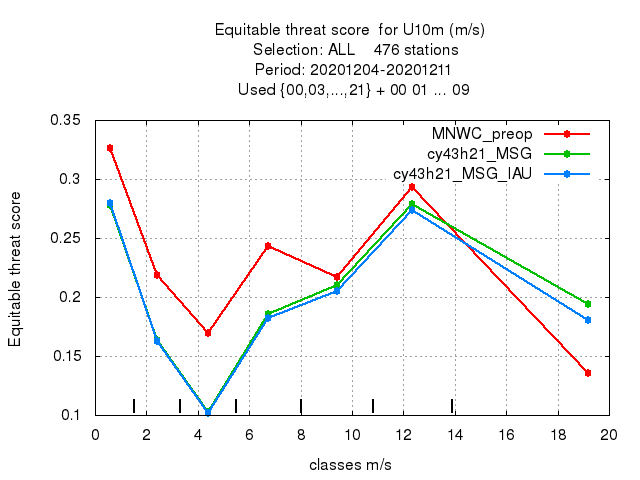 Equitable threat score for U10m (m/s)
Selection: ALL 476 stations
Period: 20201204-20201211
Used {00,03,...,21} + 00 01 ... 09
MNWC_preop
cy43h21_MSG
cy43h21_MSG_IAU
Equitable threat score
0.35
0.3
0.25
0.2
0.15
0.1
0 2 4 6 8 10 12 14 16 18 20
classes m/s